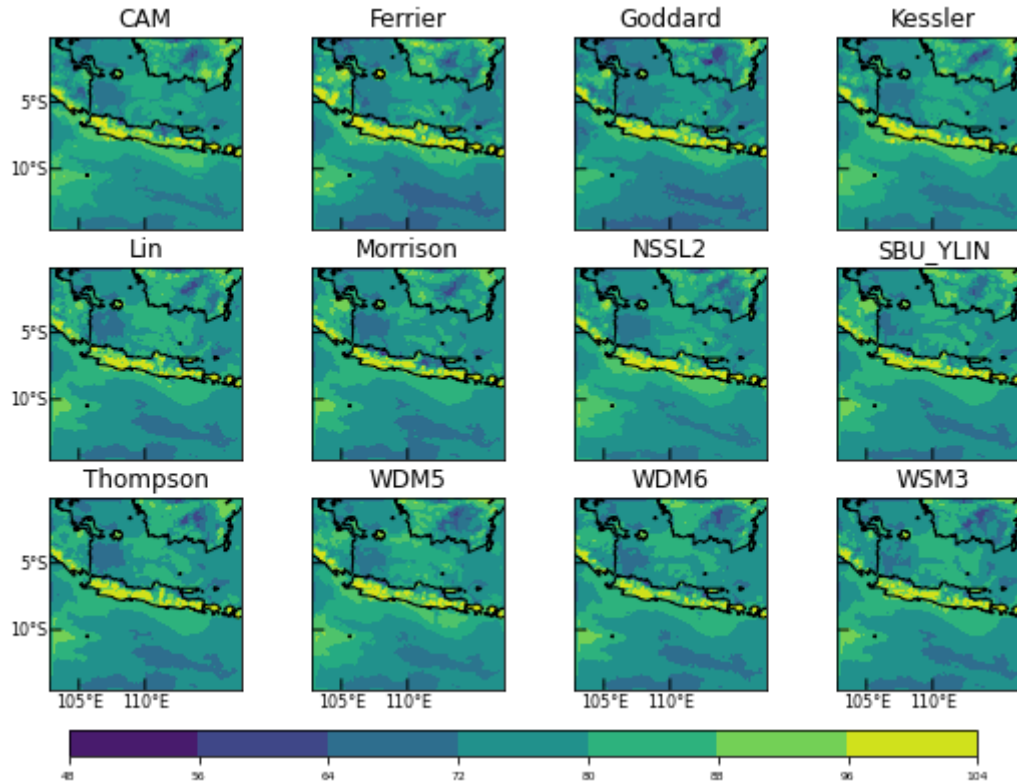 CAM Ferrier Goddard Kessler
5°S
10°S
Lin Morrison NSSL2 SBU_YLIN
5°S
10°S
Thompson WDM5 WDM6 WSM3
5°S
10°S
105°E 110°E 105°E 110°E 105°E 110°E 105°E 110°E
48 56 64 72 80 88 96 104